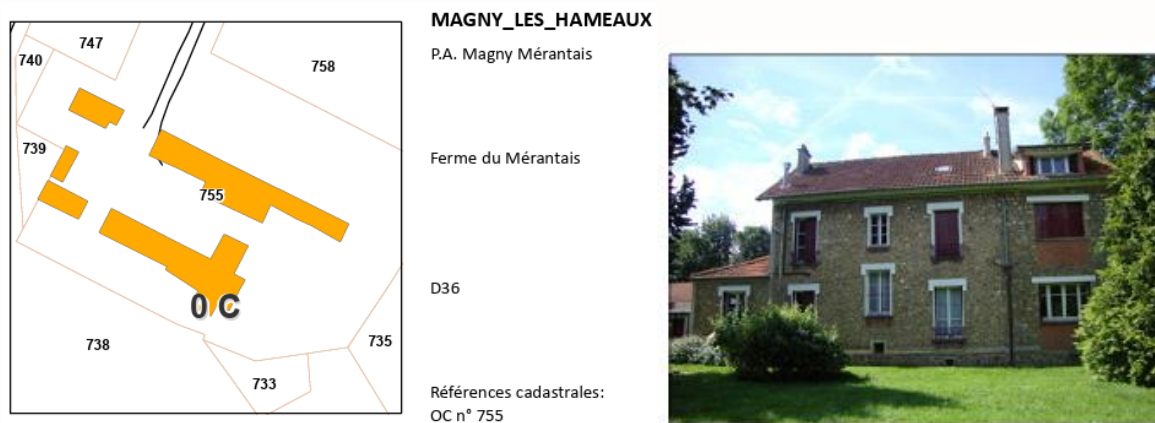 747
740
758
739
755
0 C
738
735
733
MAGNY_LES_HAMEAUX
P.A. Magny Mérantais
Ferme du Mérantais
D36
Références cadastrales:
OC n° 755